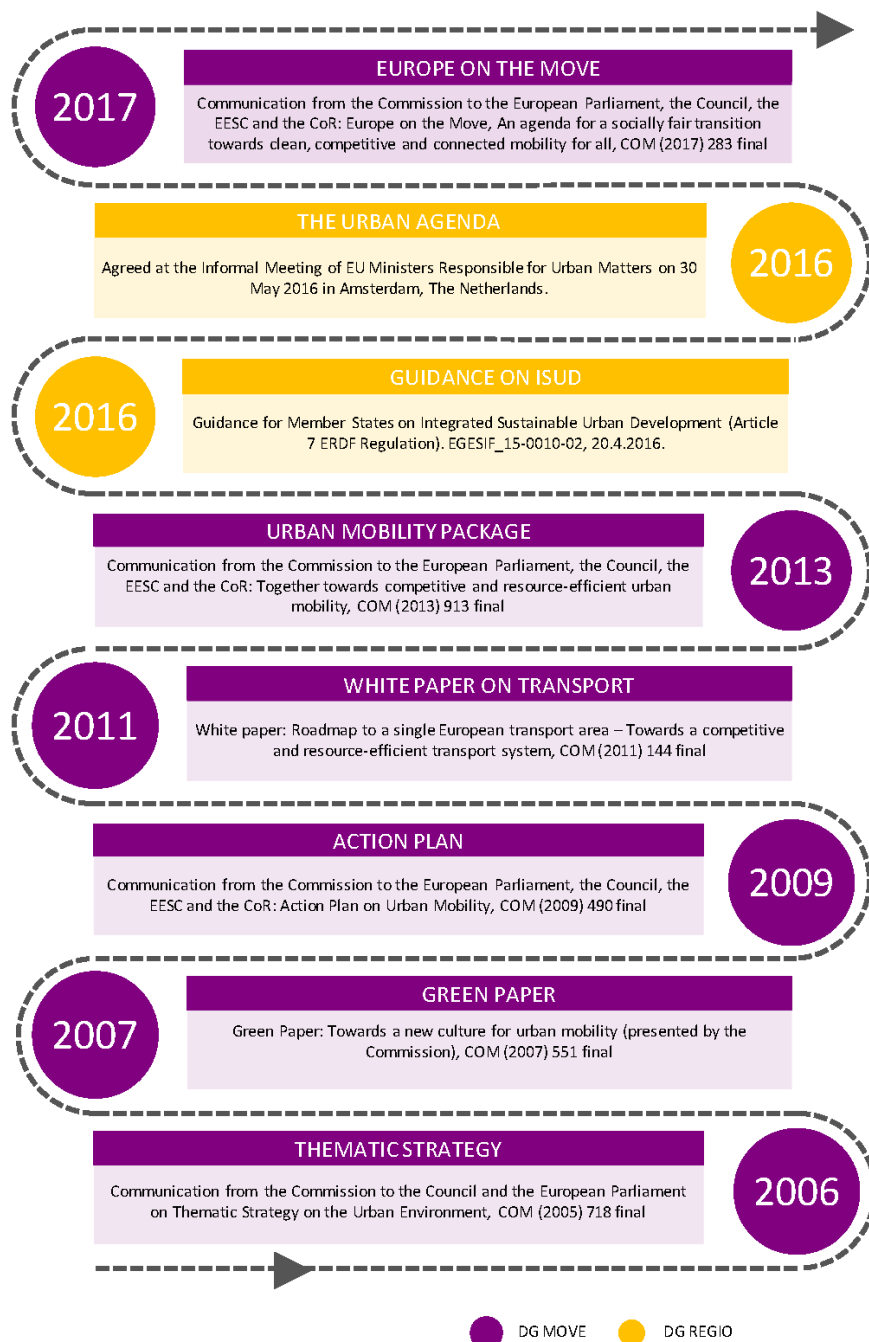 2017
EUROPE ON THE MOVE
Communication from the Commission to the European Parliament, the Council, the
EESC and the CoR: Europe on the Move, An agenda for a socially fair transition
towards clean, competitive and connected mobility for all, COM (2017) 283 final
THE URBAN AGENDA
Agreed at the Informal Meeting of EU Ministers Responsible for Urban Matters on 30
May 2016 in Amsterdam, The Netherlands.
2016
2016
GUIDANCE ON ISUD
Guidance for Member States on Integrated Sustainable Urban Development (Article
7 ERDF Regulation). EGESIF_15-0010-02, 20.4.2016.
URBAN MOBILITY PACKAGE
Communication from the Commission to the European Parliament, the Council, the
EESC and the CoR: Together towards competitive and resource-efficient urban
mobility, COM (2013) 913 final
2013
2011
WHITE PAPER ON TRANSPORT
White paper: Roadmap to a single European transport area – Towards a competitive
and resource-efficient transport system, COM (2011) 144 final
ACTION PLAN
Communication from the Commission to the European Parliament, the Council, the
EESC and the CoR: Action Plan on Urban Mobility, COM (2009) 490 final
2009
2007
GREEN PAPER
Green Paper: Towards a new culture for urban mobility (presented by the
Commission), COM (2007) 551 final
THEMATIC STRATEGY
Communication from the Commission to the Council and the European Parliament
on Thematic Strategy on the Urban Environment, COM (2005) 718 final
2006
DG MOVE
DG REGIO